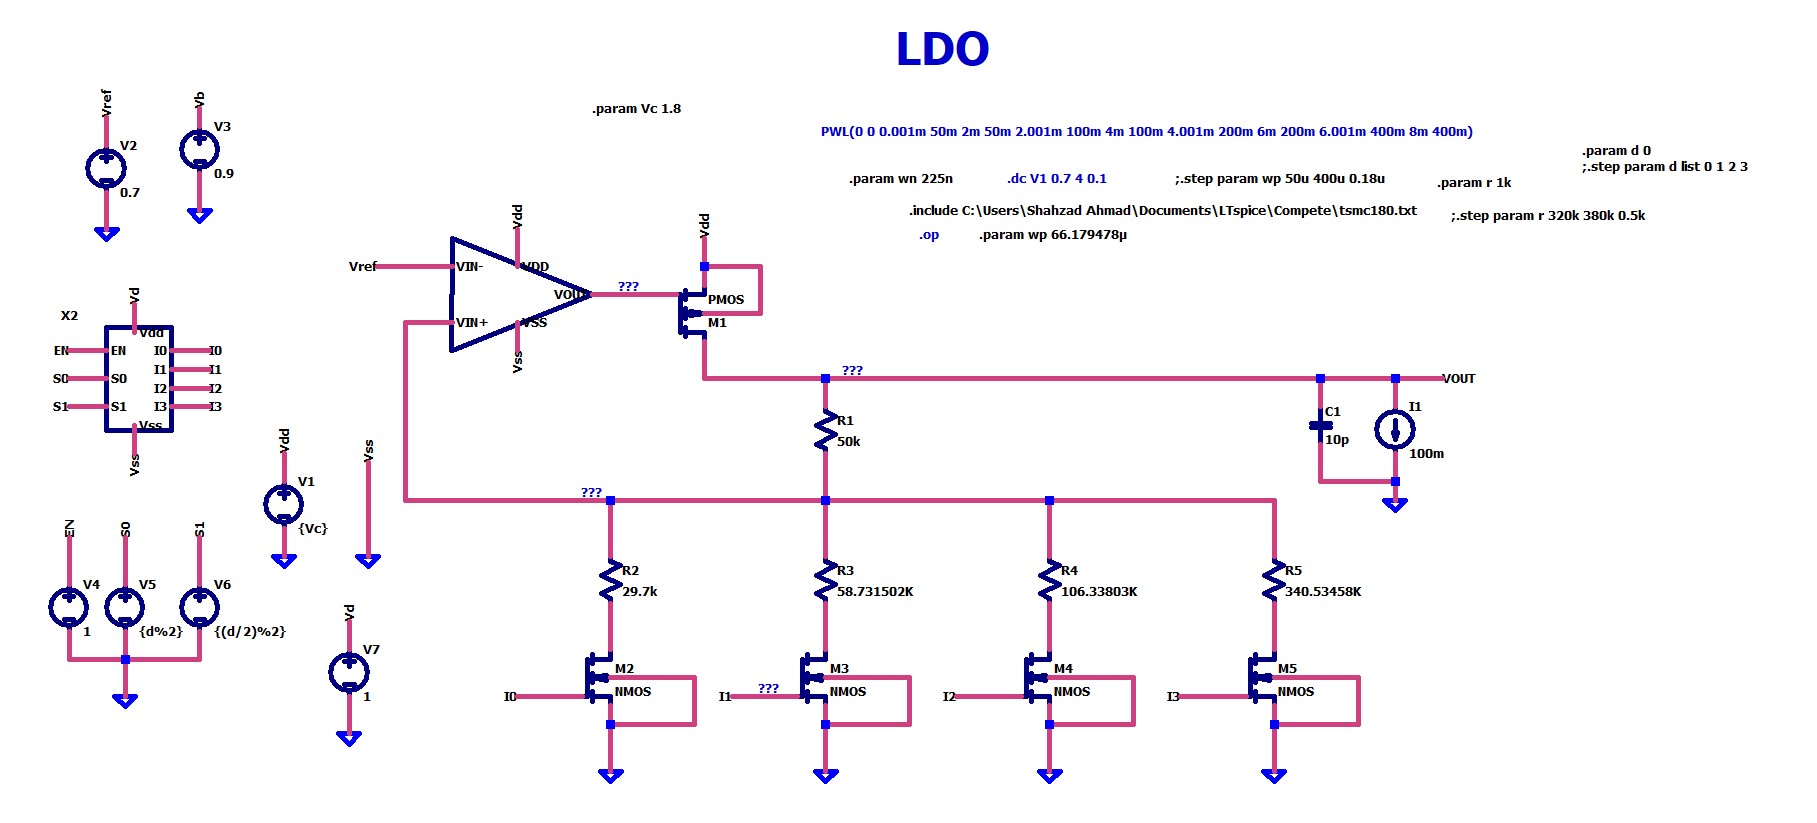 LDO
Vref
V2
0.7
Vb
V3
0.9
.param Vc 1.8
PWL(0 0 0.001m 50m 2m 50m 2.001m 100m 4m 100m 4.001m 200m 6m 200m 6.001m 400m 8m 400m)
.param d 0
;.step param d list 0 1 2 3
.param wn 225n
.dc V1 0.7 4 0.1
;.step param wp 50u 400u 0.18u
.param r 1k
.include C:\Users\Shahzad Ahmad\Documents\LTspice\Compete\tsmc180.txt
;.step param r 320k 380k 0.5k
.op
.param wp 66.179478µ
Vdd
Vdd
Vref
VIN-
VDD
VOUT
???
VIN+
VSS
Vss
PMOS
M1
X2
Vd
Vdd
EN
EN
I0
I0
S0
S0
I1
I1
I2
I2
S1
S1
I3
I3
Vss
Vss
???
VOUT
R1
50k
C1
10p
I1
100m
???
Vdd
V1
{Vc}
Vss
EN
V4
1
S0
V5
{d%2}
S1
V6
{(d/2)%2}
Vd
V7
1
R2
29.7k
R3
58.731502K
R4
106.33803K
R5
340.53458K
I0
M2
NMOS
I1
???
M3
NMOS
I2
M4
NMOS
I3
M5
NMOS